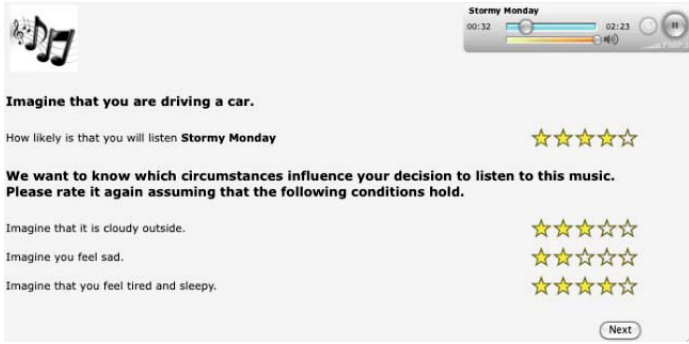 Stormy Monday
00:32 02:23
Imagine that you are driving a car.
How likely is that you will listen Stormy Monday
We want to know which circumstances influence your decision to listen to this music.
Please rate it again assuming that the following conditions hold.
Imagine that it is cloudy outside.
Imagine you feel sad.
Imagine that you feel tired and sleepy.
Next